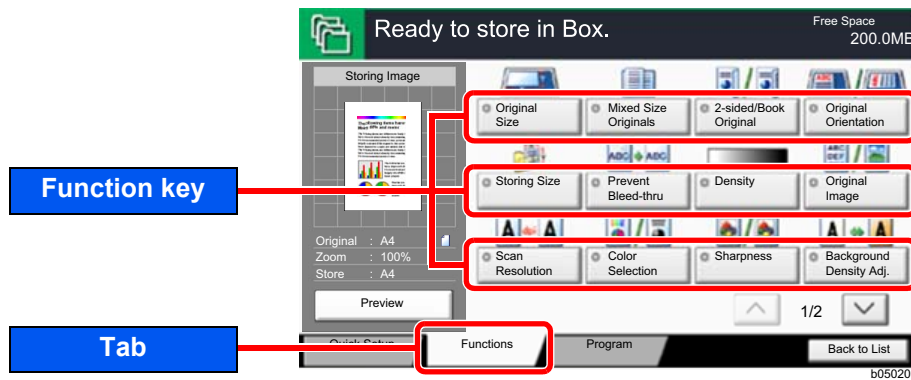 Ready to store in Box.
Free Space
200.0MB
Storing Image
Original
Size
Mixed Size
Originals
2-sided/Book
Original
Original
Orientation
Function key
Storing Size
Prevent
Bleed-thru
Density
Original
Image
Original : A4
Zoom : 100%
Store : A4
Scan
Resolution
Color
Selection
Sharpness
Background
Density Adj.
Preview
1/2
Tab
Quick Setup
Functions
Program
Back to List
b05020